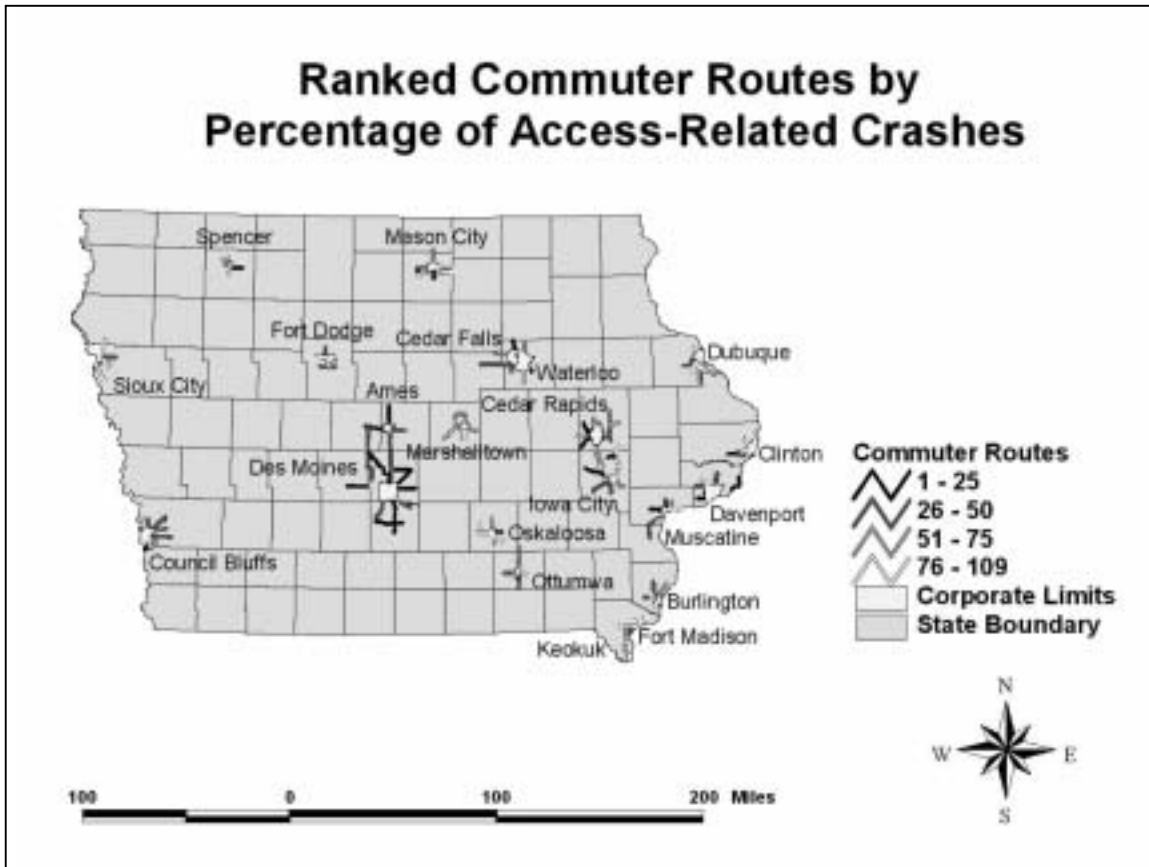 Ranked Commuter Routes by
Percentage of Access-Related Crashes
Spencer
Mason City
Fort Dodge
Cedar Falls
Dubuque
Waterloo
Sioux City
Ames
Cedar Rapids
Marshalltown
Clinton
Des Moines
Iowa City
Davenport
Oskaloosa
Muscatine
Council Bluffs
Ottumwa
Burlington
Fort Madison
Keokuk
Commuter Routes
1 - 25
26 - 50
51 - 75
76 - 109
Corporate Limits
State Boundary
N
W E
S
100 0 100 200 Miles